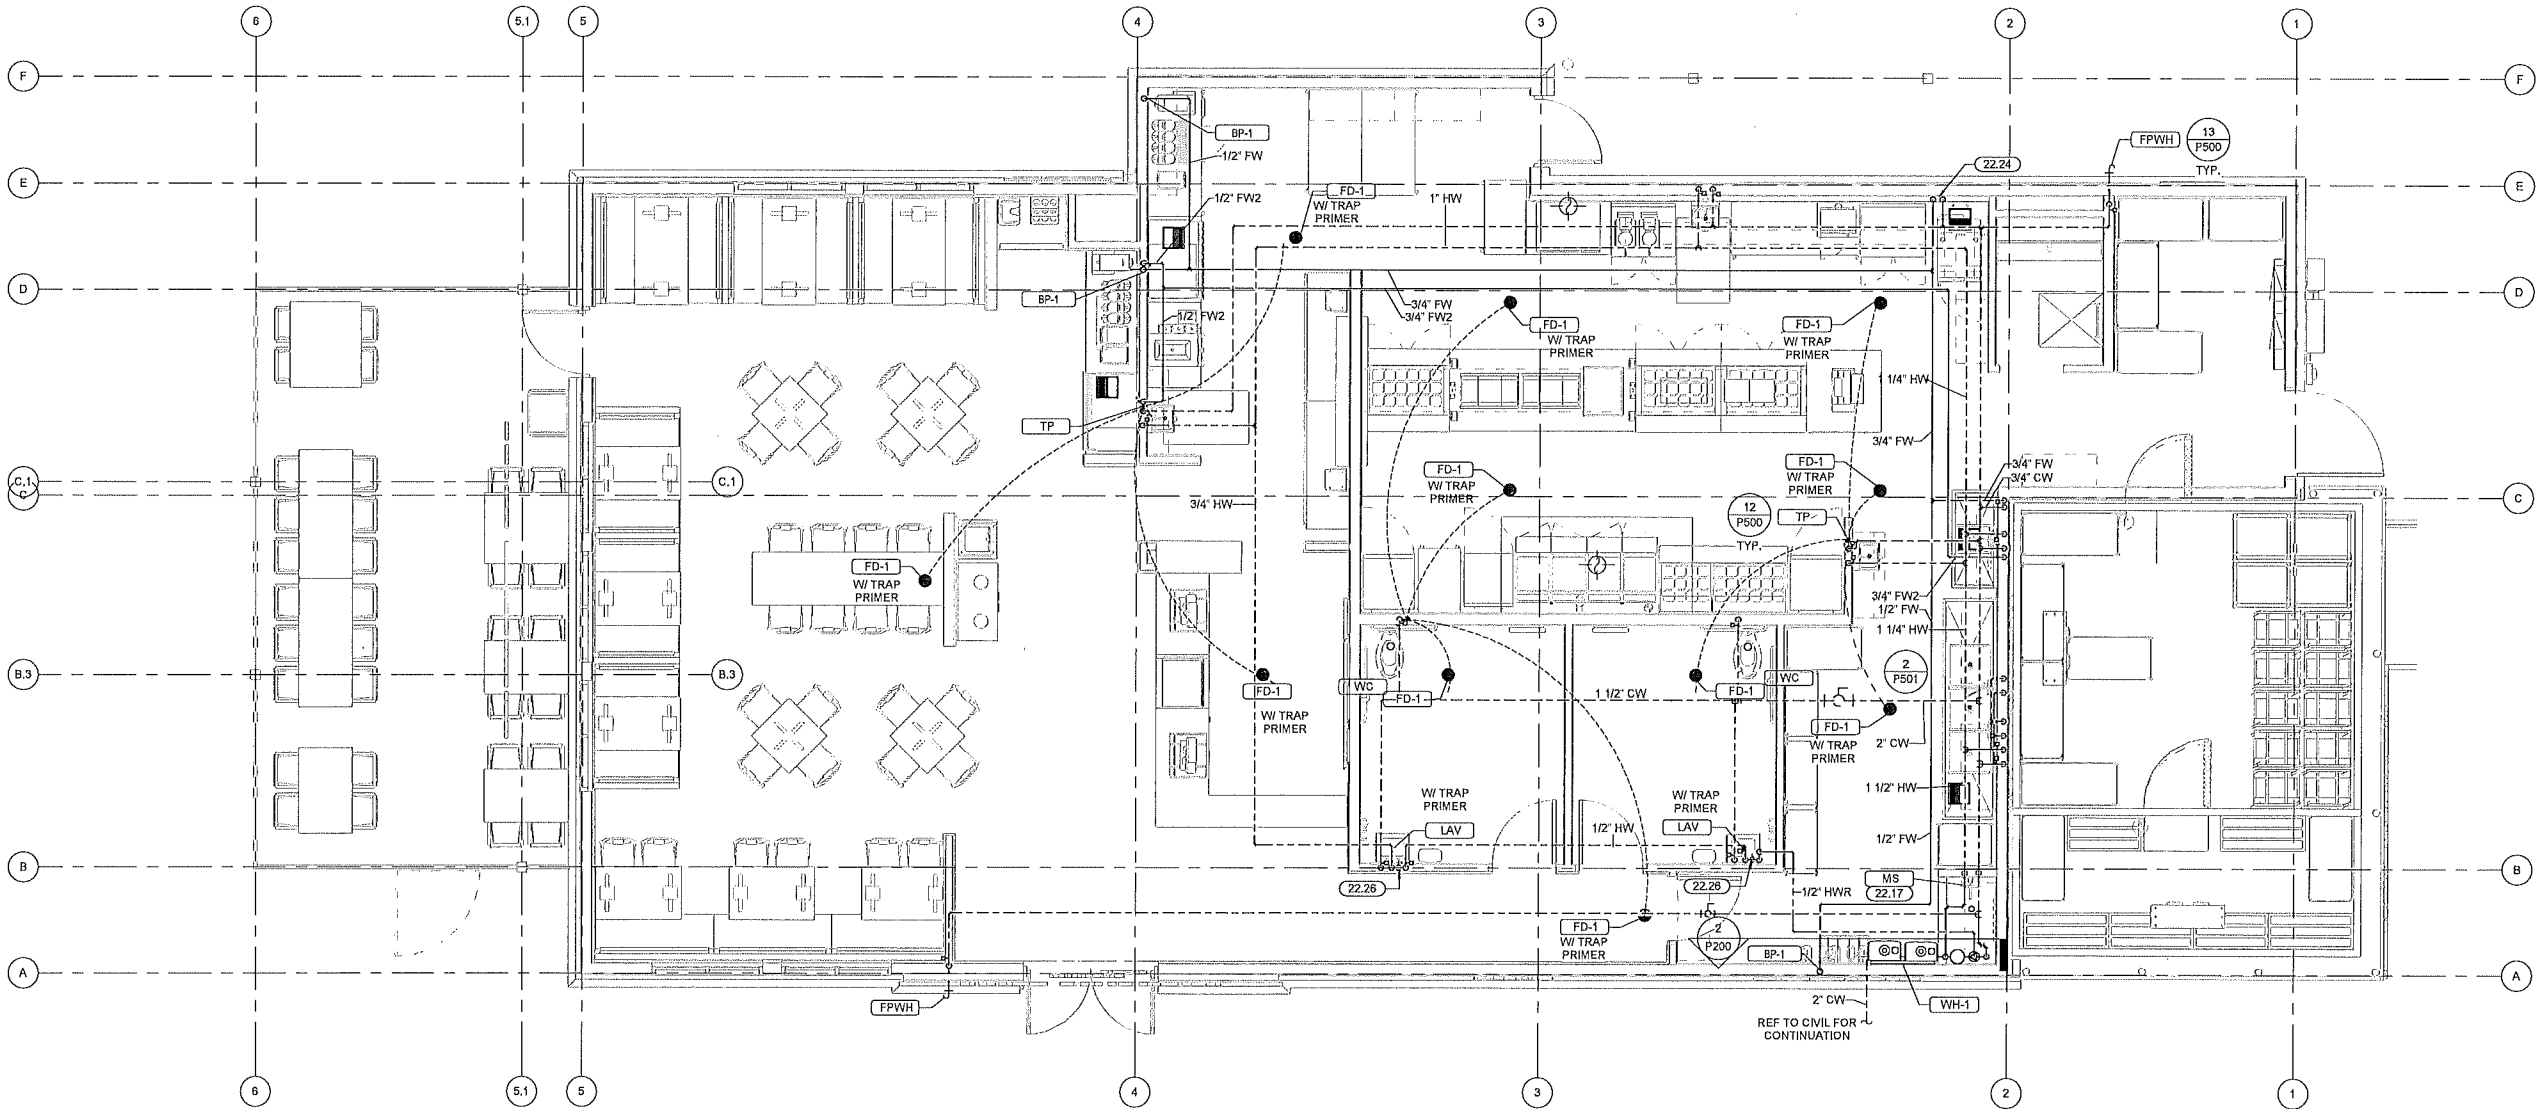 6
5.1
5
4
3
2
1
F
F
BP-1
1/2" FW
FPWH
13
P500
TYP.
22.24
E
E
FD-1
W/ TRAP
PRIMER
1/2" FW2
1" HW
D
D
BP-1
1/2" FW2
3/4" FW
3/4" FW2
FD-1
W/ TRAP
PRIMER
FD-1
W/ TRAP
PRIMER
1 1/4" HW
TP
3/4" FW
C.1
C
C.1
C
FD-1
W/ TRAP
PRIMER
FD-1
W/ TRAP
PRIMER
3/4" FW
3/4" CW
3/4" HW
12
P500
TYP.
TP
FD-1
W/ TRAP
PRIMER
3/4" FW2
1/2" FW
1 1/4" HW
B.3
B.3
FD-1
W/ TRAP
PRIMER
WC
FD-1
1 1/2" CW
FD-1
WC
2
P501
FD-1
W/ TRAP
PRIMER
2" CW
W/ TRAP
PRIMER
W/ TRAP
PRIMER
1 1/2" HW
LAV
1/2" HW
LAV
1/2" FW
B
B
22.26
22.26
1/2" HWR
MS
22.17
FD-1
W/ TRAP
PRIMER
2
P200
BP-1
A
A
FPWH
2" CW
WH-1
REF TO CIVIL FOR
CONTINUATION
6
5.1
5
4
3
2
1